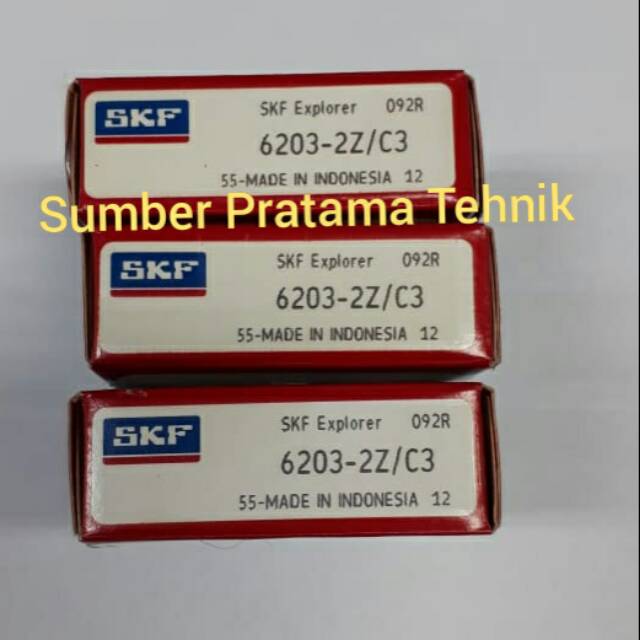 SKF
SKF Explorer 092R
6203-2Z/C3
55-MADE IN INDONESIA 12
Sumber Pratama Tehnik
SKF
SKF Explorer 092R
6203-2Z/C3
55-MADE IN INDONESIA 12
SKF
SKF Explorer 092R
6203-2Z/C3
55-MADE IN INDONESIA 12